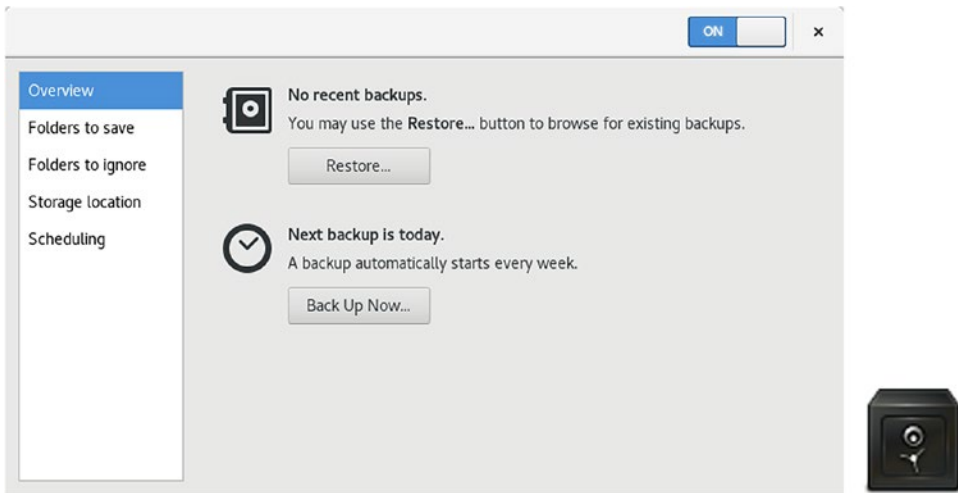 ON
×
Overview
Folders to save
Folders to ignore
Storage location
Scheduling
No recent backups.
You may use the Restore... button to browse for existing backups.
Restore...
Next backup is today.
A backup automatically starts every week.
Back Up Now...